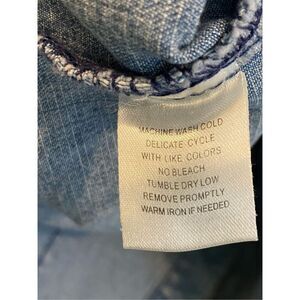 MACHINE WASH COLD
DELICATE CYCLE
WITH LIKE COLORS
NO BLEACH
TUMBLE DRY LOW
REMOVE PROMPTLY
WARM IRON IF NEEDED